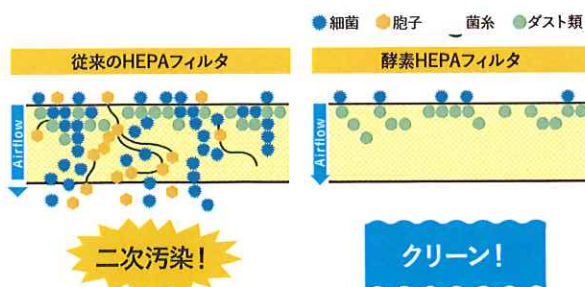 細菌 胞子 菌糸 ダスト類
従来のHEPAフィルタ
酵素HEPAフィルタ
Airflow
Airflow
二次汚染!
クリーン!